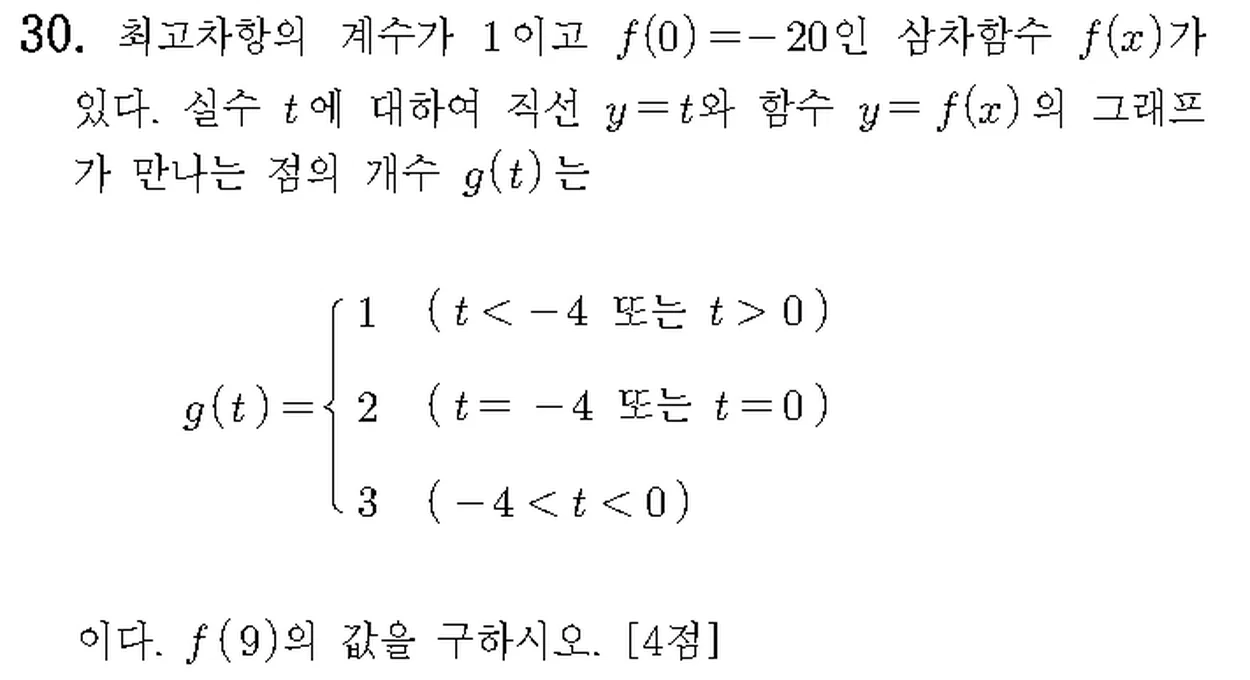 30. 최고차항의 계수가 1이고 f(0)=-20인 삼차함수 f(x)가
있다. 실수 t에 대하여 직선 y=t와 함수 y=f(x)의 그래프
가 만나는 점의 개수 g(t)는
1 (t<-4 또는 t>0)
g(t)={ 2 (t=-4 또는 t=0)
3 (-4<t<0)
이다. f(9)의 값을 구하시오. [4점]